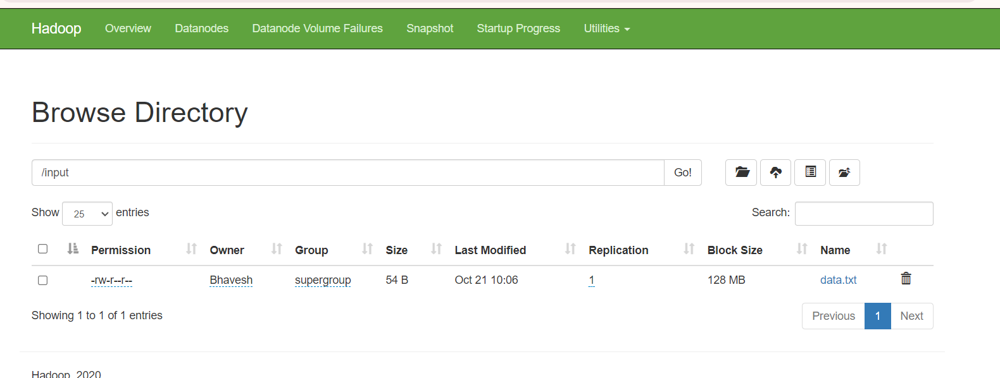 Hadoop Overview Datanodes Datanode Volume Failures Snapshot Startup Progress Utilities
Browse Directory
/input Go!
Show 25 entries Search:
Permission Owner Group Size Last Modified Replication Block Size Name
-rw-r--r-- Bhavesh supergroup 54 B Oct 21 10:06 1 128 MB data.txt
Showing 1 to 1 of 1 entries Previous 1 Next
Hadoop, 2020